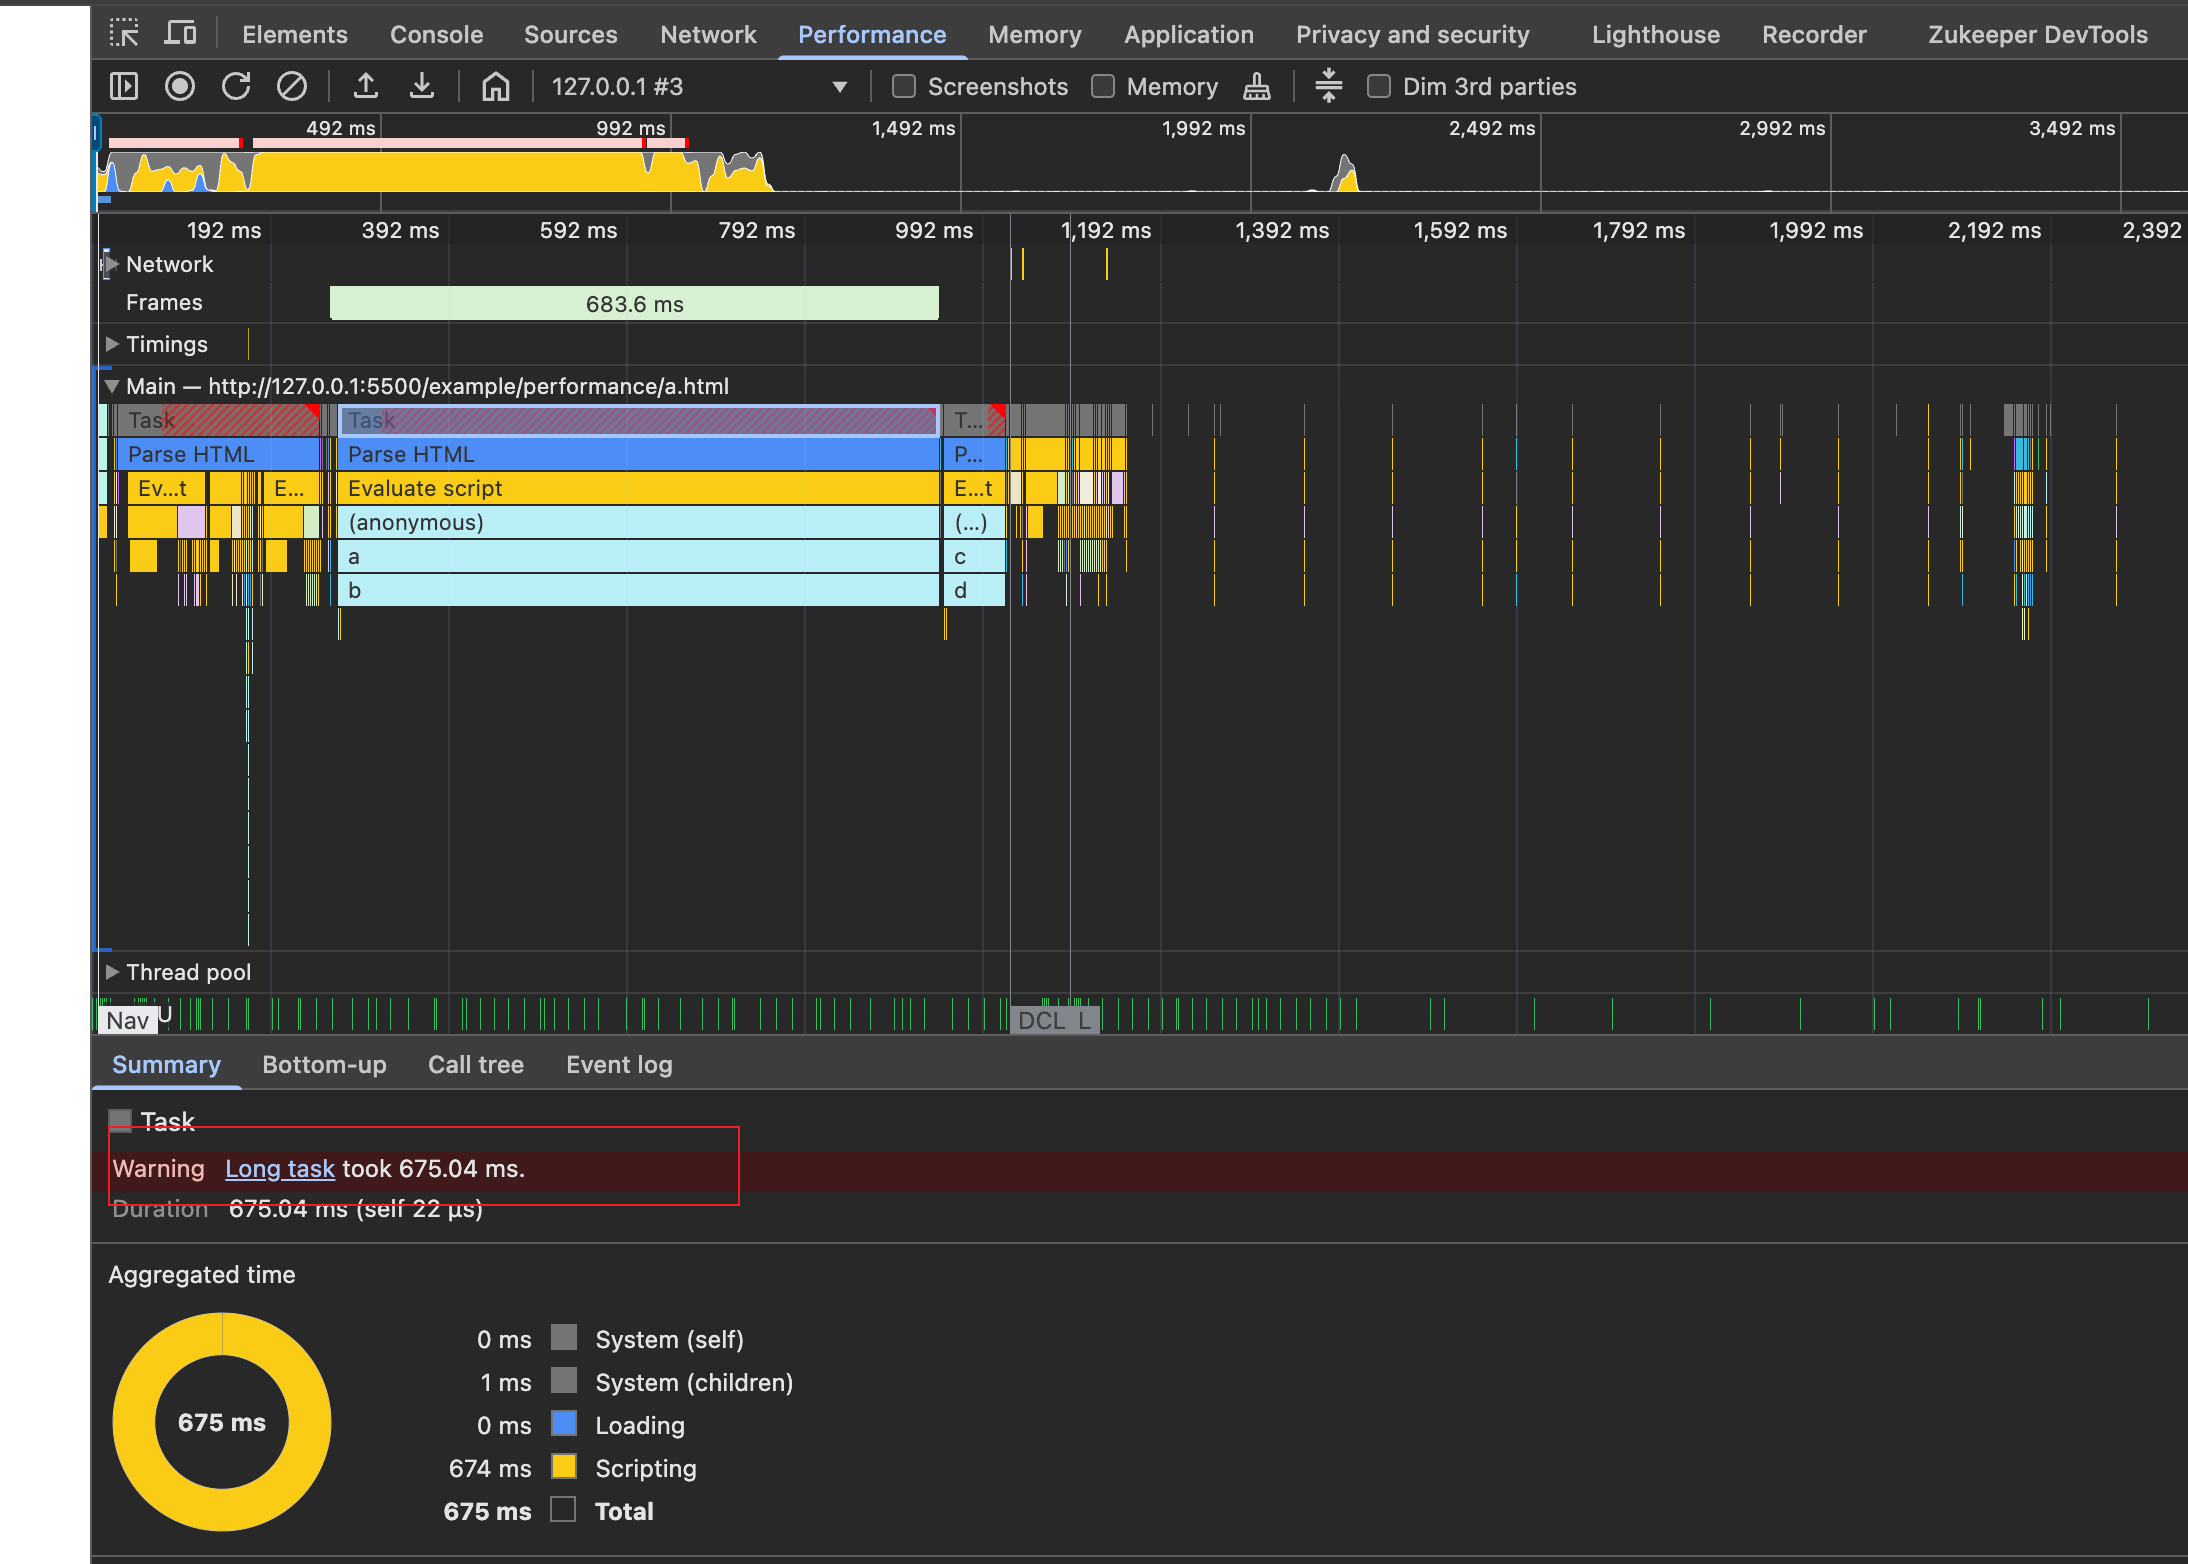 Elements Console Sources Network Performance Memory Application Privacy and security Lighthouse Recorder Zukeeper DevTools
127.0.0.1 #3 Screenshots Memory Dim 3rd parties
492 ms 992 ms 1,492 ms 1,992 ms 2,492 ms 2,992 ms 3,492 ms
192 ms 392 ms 592 ms 792 ms 992 ms 1,192 ms 1,392 ms 1,592 ms 1,792 ms 1,992 ms 2,192 ms 2,392
Network
Frames 683.6 ms
Timings
Main — http://127.0.0.1:5500/example/performance/a.html
Task Task T...
Parse HTML Parse HTML P...
Ev...t E... Evaluate script E...t
(anonymous) (...)
a c
b d
Thread pool
Nav U DCL L
Summary Bottom-up Call tree Event log
Task
Warning Long task took 675.04 ms.
Duration 675.04 ms (self 22 μs)
Aggregated time
0 ms System (self)
1 ms System (children)
0 ms Loading
674 ms Scripting
675 ms Total
675 ms